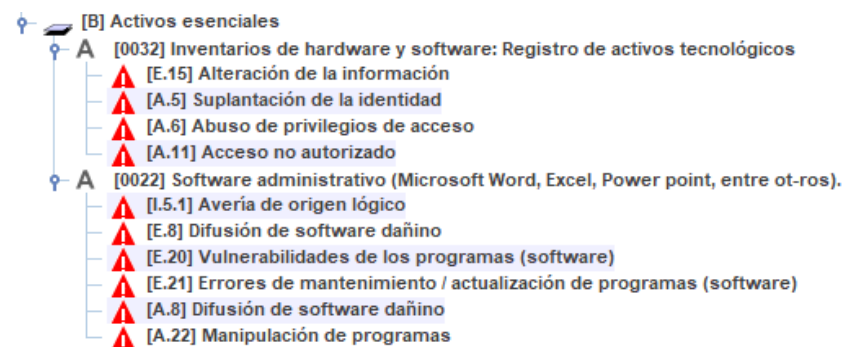 [B] Activos esenciales
A [0032] Inventarios de hardware y software: Registro de activos tecnológicos
[E.15] Alteración de la información
[A.5] Suplantación de la identidad
[A.6] Abuso de privilegios de acceso
[A.11] Acceso no autorizado
A [0022] Software administrativo (Microsoft Word, Excel, Power point, entre ot-ros).
[I.5.1] Avería de origen lógico
[E.8] Difusión de software dañino
[E.20] Vulnerabilidades de los programas (software)
[E.21] Errores de mantenimiento / actualización de programas (software)
[A.8] Difusión de software dañino
[A.22] Manipulación de programas